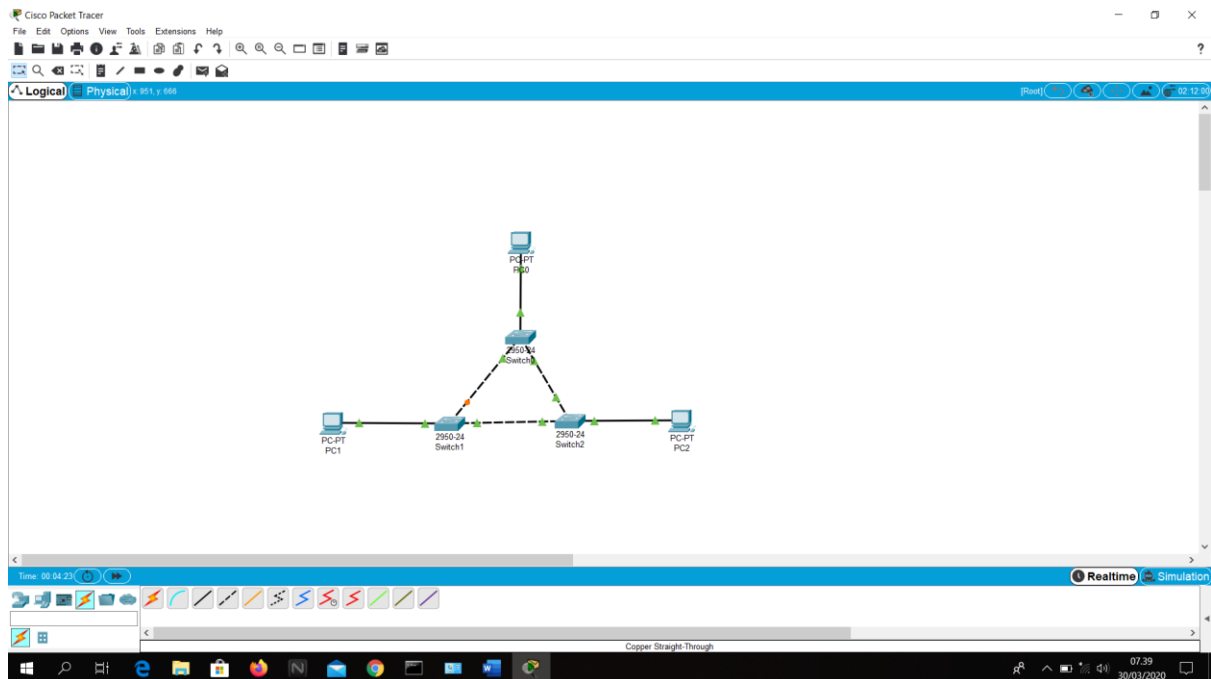 Cisco Packet Tracer
File Edit Options View Tools Extensions Help
?
Logical Physical x: 951, y: 666 [Root] 02:12:00
PC-PT
PC0
2950-24
Switch0
PC-PT
PC1
2950-24
Switch1
2950-24
Switch2
PC-PT
PC2
Time: 00:04:23 Realtime Simulation
Copper Straight-Through
07.39
30/03/2020